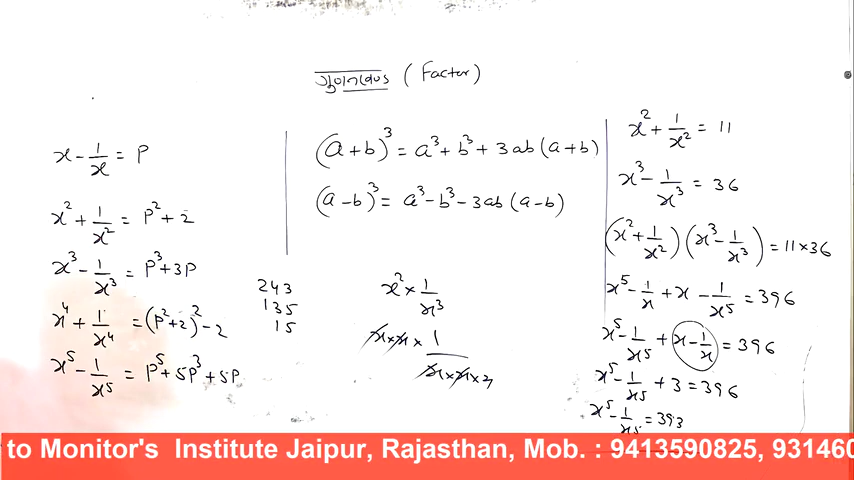 गुणनखण्ड (Factor)
x - 1/x = P
x² + 1/x² = P² + 2
x³ - 1/x³ = P³ + 3P
x⁴ + 1/x⁴ = (P² + 2)² - 2
x⁵ - 1/x⁵ = P⁵ + 5P³ + 5P
243
135
15
(a + b)³ = a³ + b³ + 3ab (a + b)
(a - b)³ = a³ - b³ - 3ab (a - b)
x² × 1/x³
x × x × 1
x × x × x
x² + 1/x² = 11
x³ - 1/x³ = 36
(x² + 1/x²) (x³ - 1/x³) = 11 × 36
x⁵ - 1/x + x - 1/x⁵ = 396
x⁵ - 1/x⁵ + x - 1/x = 396
x⁵ - 1/x⁵ + 3 = 396
x⁵ - 1/x⁵ = 393
to Monitor's Institute Jaipur, Rajasthan, Mob. : 9413590825, 931460